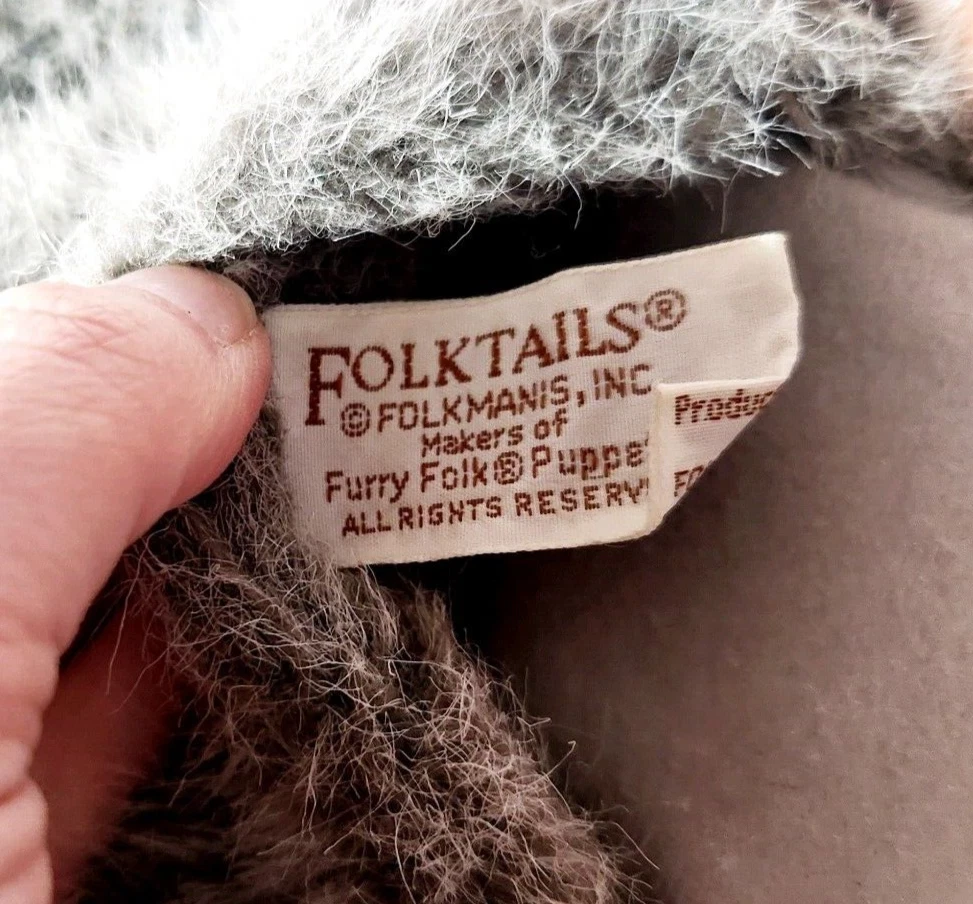 FOLKTAILS®
© FOLKMANIS, INC
Makers of
Furry Folk® Puppe
ALL RIGHTS RESERV
Produc